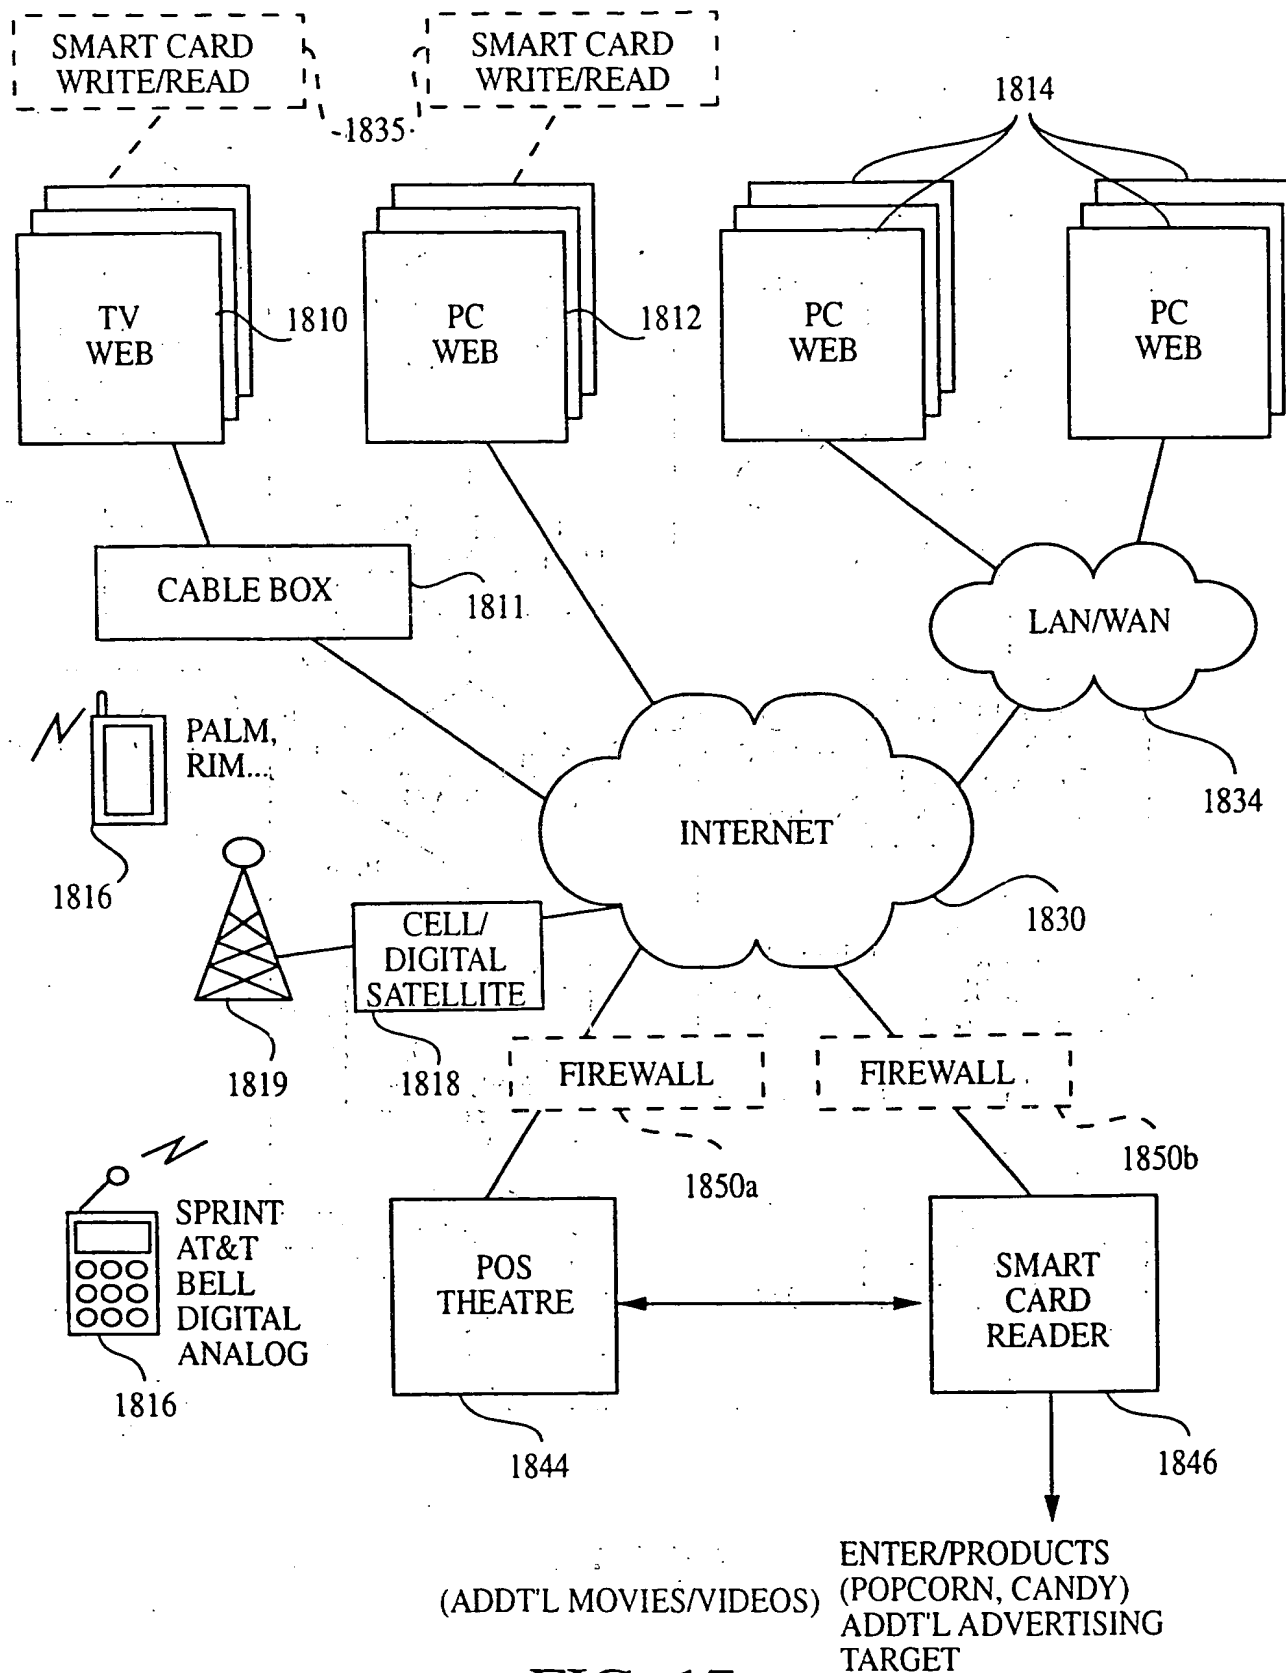 SMART CARD
WRITE/READ
SMART CARD
WRITE/READ
1835
1814
TV
WEB
1810
PC
WEB
1812
PC
WEB
PC
WEB
CABLE BOX
1811
LAN/WAN
1834
PALM,
RIM...
1816
INTERNET
1830
CELL/
DIGITAL
SATELLITE
1819
1818
FIREWALL
FIREWALL
1850a
1850b
SPRINT
AT&T
BELL
DIGITAL
ANALOG
1816
POS
THEATRE
1844
SMART
CARD
READER
1846
(ADDT'L MOVIES/VIDEOS)
ENTER/PRODUCTS
(POPCORN, CANDY)
ADDT'L ADVERTISING
TARGET